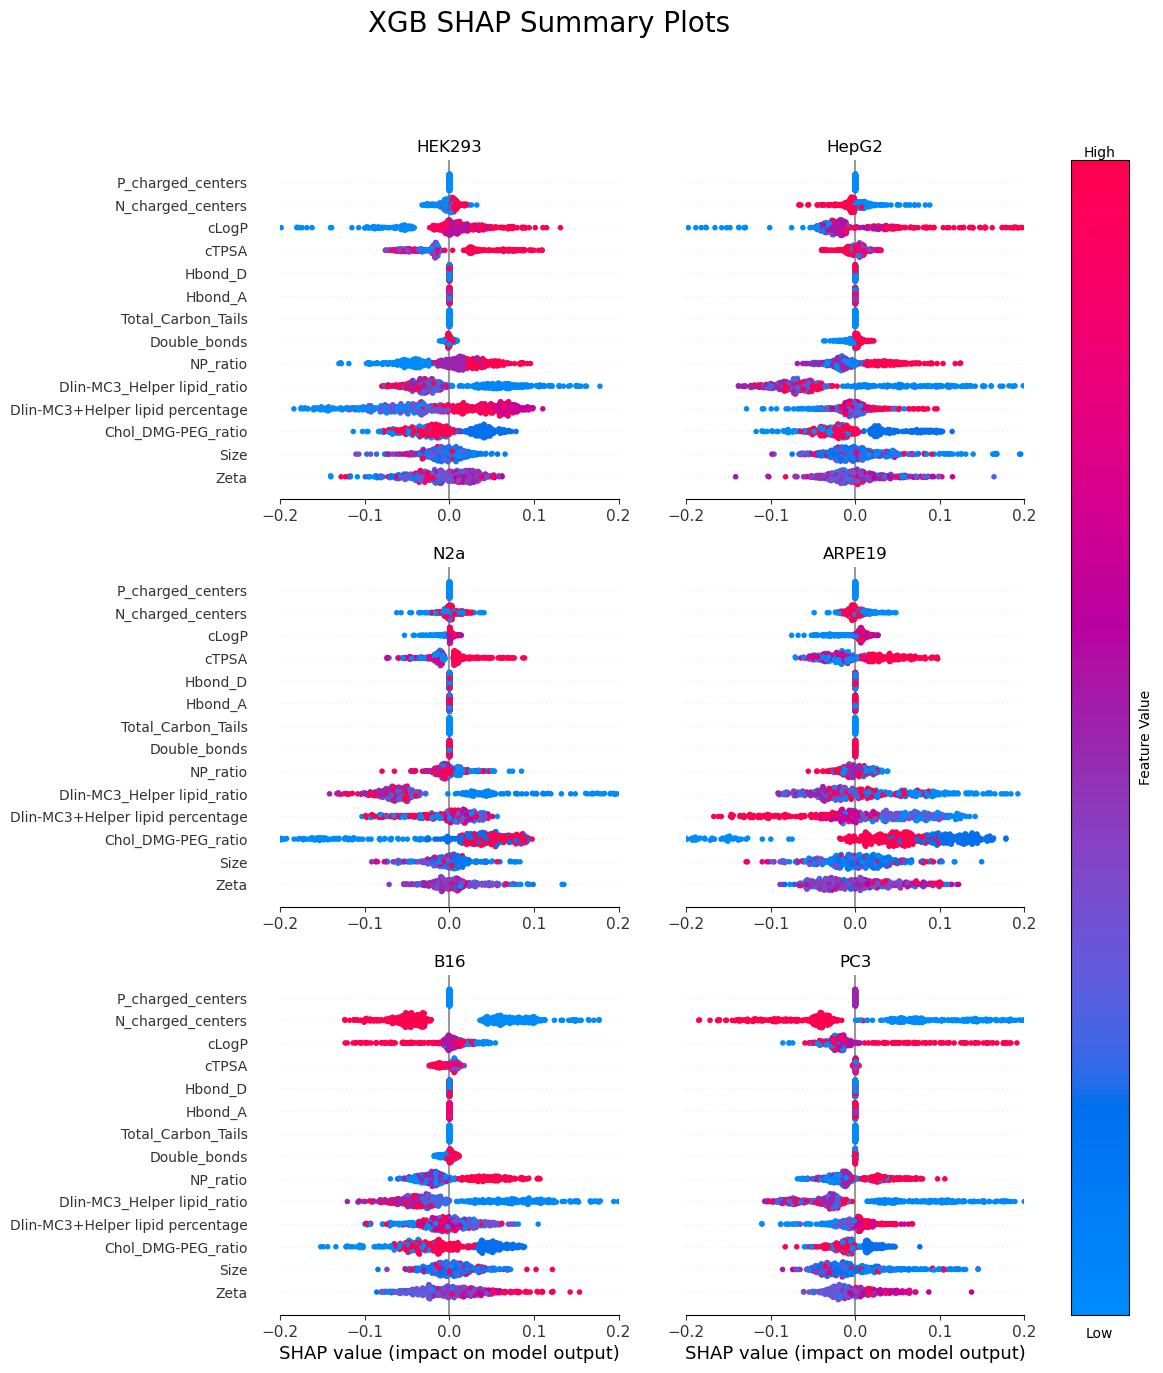 XGB SHAP Summary Plots
HEK293
HepG2
High
P_charged_centers
N_charged_centers
cLogP
cTPSA
Hbond_D
Hbond_A
Total_Carbon_Tails
Double_bonds
NP_ratio
Dlin-MC3_Helper lipid_ratio
Dlin-MC3+Helper lipid percentage
Chol_DMG-PEG_ratio
Size
Zeta
−0.2 −0.1 0.0 0.1 0.2
−0.2 −0.1 0.0 0.1 0.2
N2a
ARPE19
P_charged_centers
N_charged_centers
cLogP
cTPSA
Hbond_D
Hbond_A
Total_Carbon_Tails
Double_bonds
NP_ratio
Dlin-MC3_Helper lipid_ratio
Dlin-MC3+Helper lipid percentage
Chol_DMG-PEG_ratio
Size
Zeta
−0.2 −0.1 0.0 0.1 0.2
−0.2 −0.1 0.0 0.1 0.2
Feature Value
B16
PC3
P_charged_centers
N_charged_centers
cLogP
cTPSA
Hbond_D
Hbond_A
Total_Carbon_Tails
Double_bonds
NP_ratio
Dlin-MC3_Helper lipid_ratio
Dlin-MC3+Helper lipid percentage
Chol_DMG-PEG_ratio
Size
Zeta
−0.2 −0.1 0.0 0.1 0.2
−0.2 −0.1 0.0 0.1 0.2
SHAP value (impact on model output)
SHAP value (impact on model output)
Low